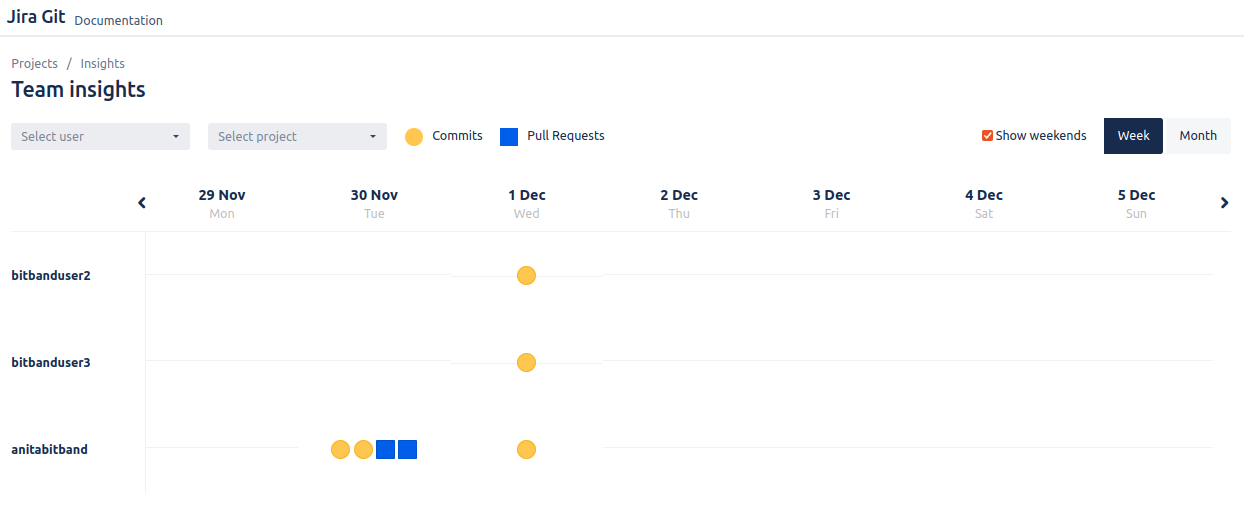 Jira Git Documentation
Projects / Insights
Team insights
Select user Select project Commits Pull Requests Show weekends Week Month
29 Nov 30 Nov 1 Dec 2 Dec 3 Dec 4 Dec 5 Dec
Mon Tue Wed Thu Fri Sat Sun
bitbanduser2
bitbanduser3
anitabitband